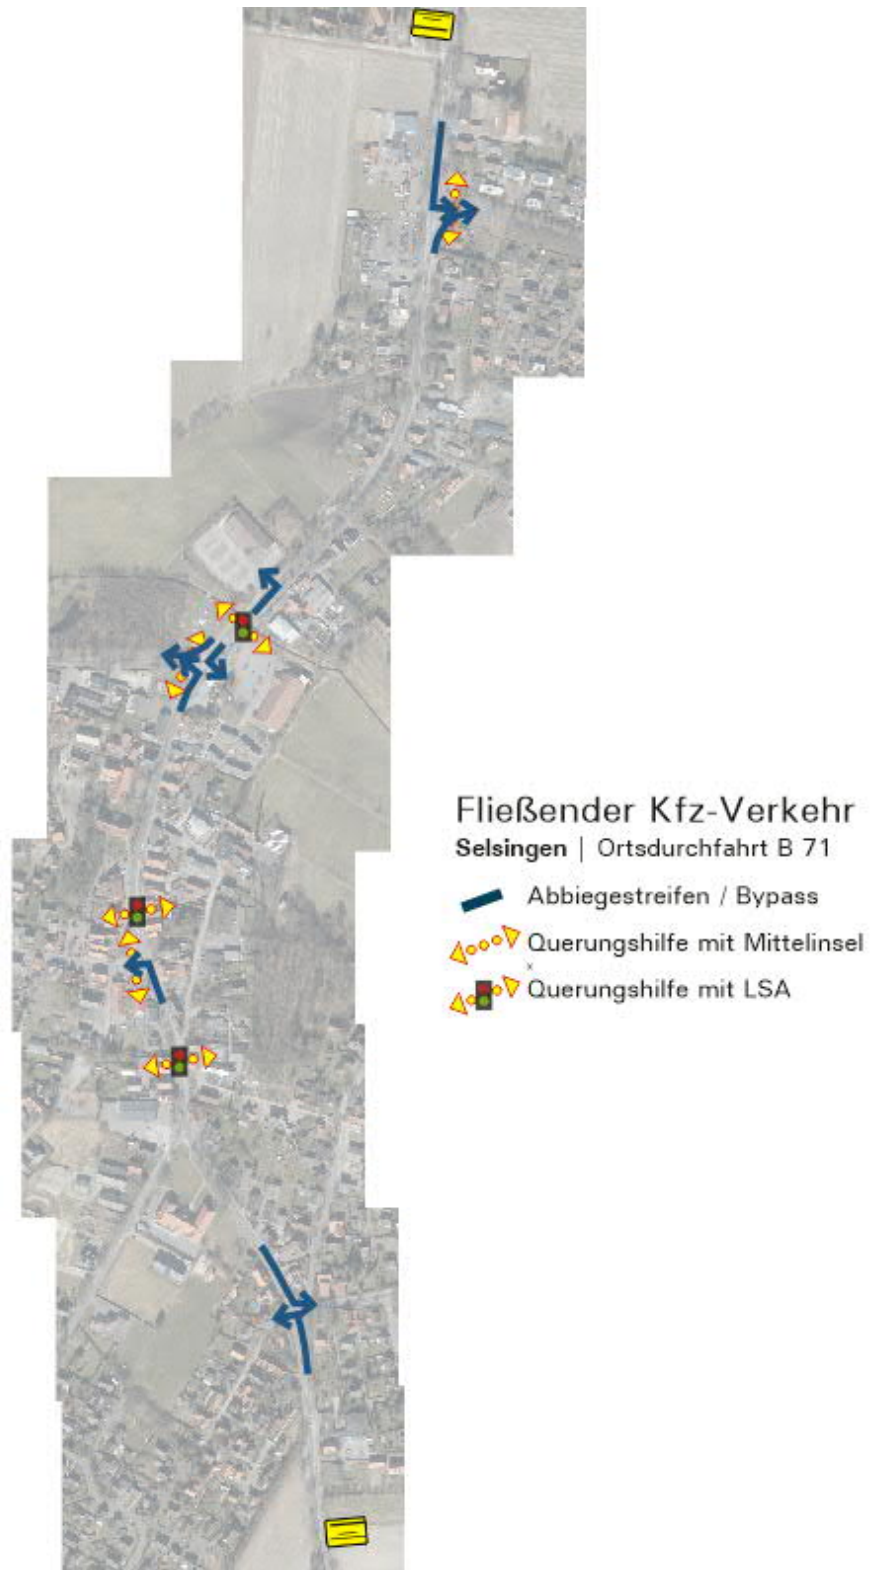 Fließender Kfz-Verkehr
Selsingen | Ortsdurchfahrt B 71
Abbiegestreifen / Bypass
Querungshilfe mit Mittelinsel
x
Querungshilfe mit LSA